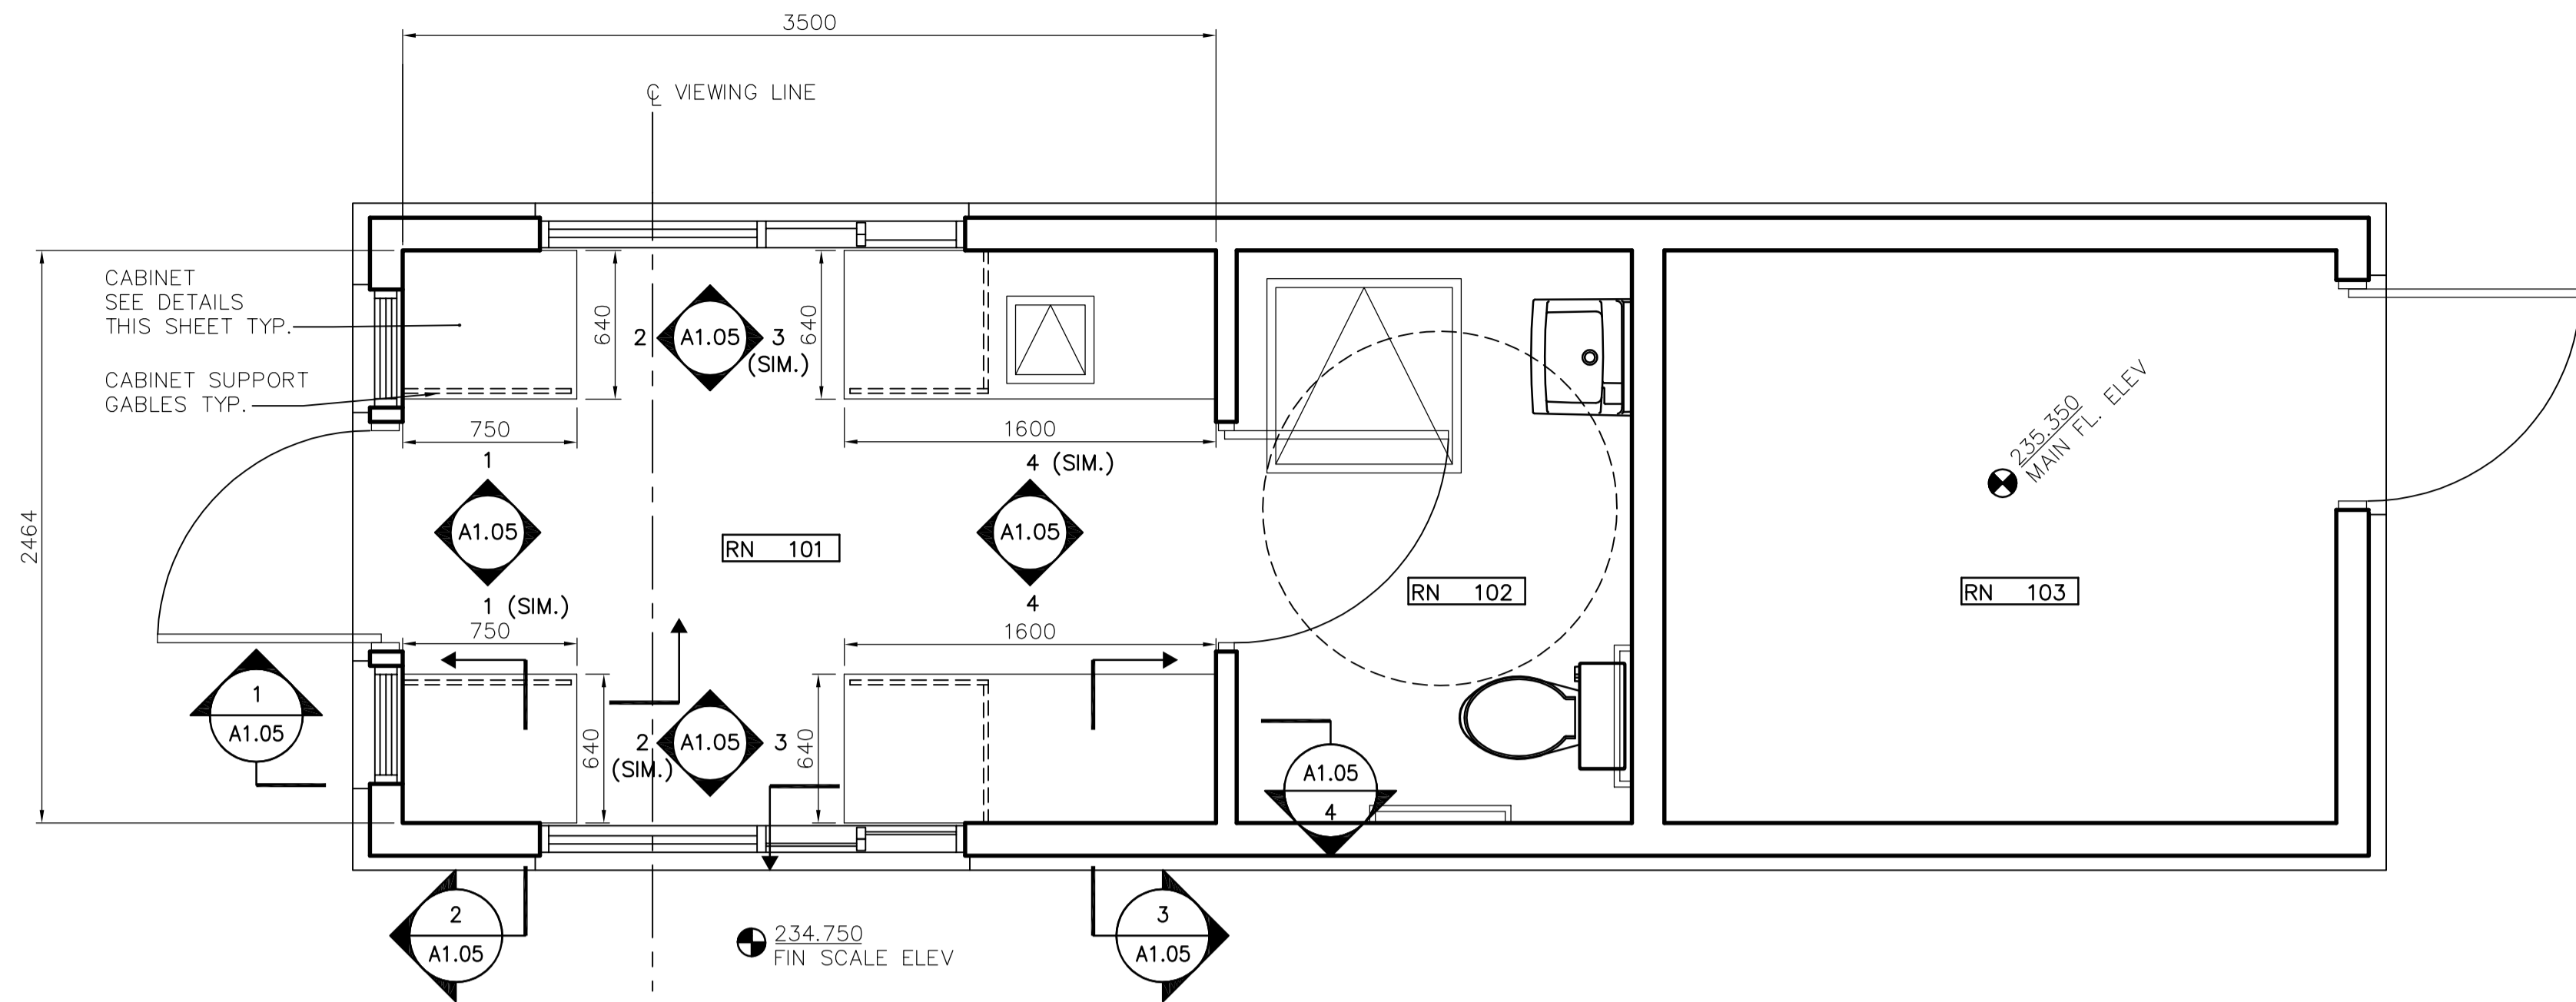 3500
℄ VIEWING LINE
CABINET
SEE DETAILS
THIS SHEET TYP.
CABINET SUPPORT
GABLES TYP.
640
2
A1.05
3
(SIM.)
640
750
1
1600
4 (SIM.)
235.350
MAIN FL. ELEV
2464
A1.05
RN 101
A1.05
RN 102
RN 103
1 (SIM.)
750
4
1600
1
A1.05
640
2
(SIM.)
A1.05
3
640
A1.05
4
2
A1.05
234.750
FIN SCALE ELEV
3
A1.05